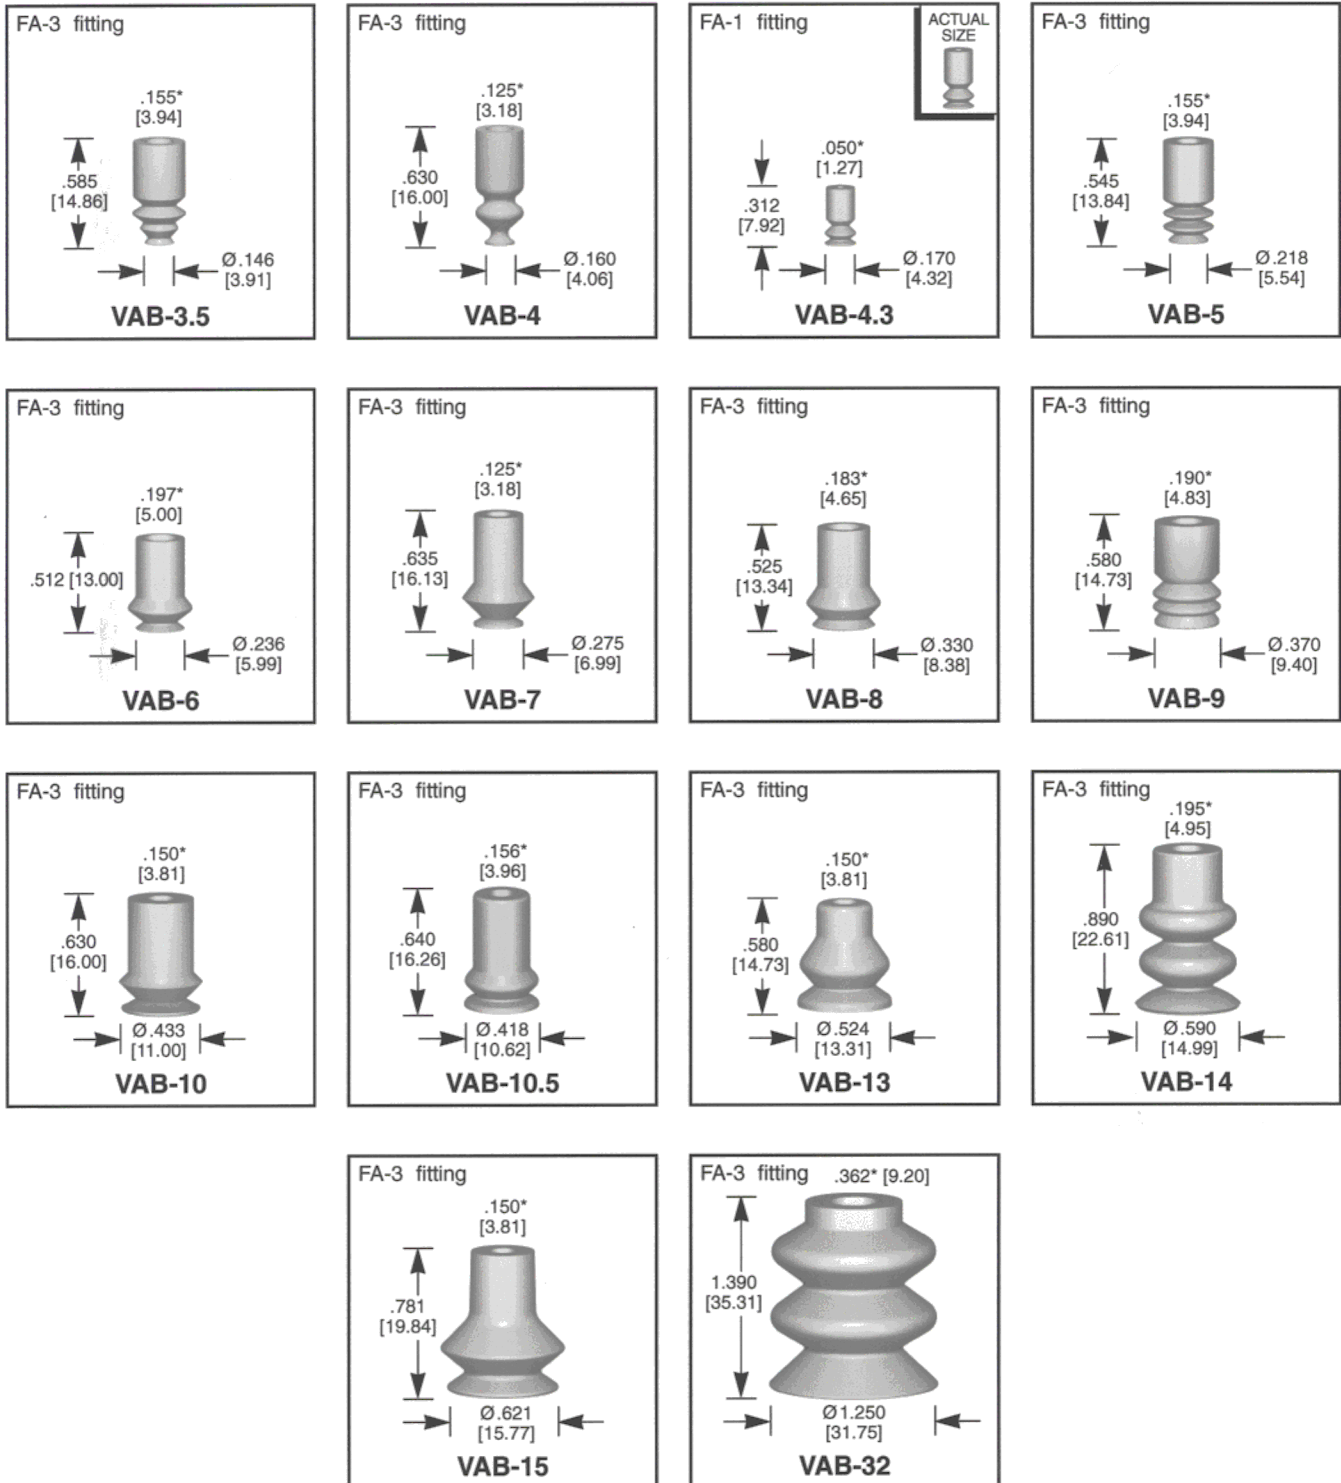 FA-3 fitting
.155*
[3.94]
.585
[14.86]
Ø.146
[3.91]
VAB-3.5
FA-3 fitting
.125*
[3.18]
.630
[16.00]
Ø.160
[4.06]
VAB-4
FA-1 fitting
ACTUAL
SIZE
.050*
[1.27]
.312
[7.92]
Ø.170
[4.32]
VAB-4.3
FA-3 fitting
.155*
[3.94]
.545
[13.84]
Ø.218
[5.54]
VAB-5
FA-3 fitting
.197*
[5.00]
.512 [13.00]
Ø.236
[5.99]
VAB-6
FA-3 fitting
.125*
[3.18]
.635
[16.13]
Ø.275
[6.99]
VAB-7
FA-3 fitting
.183*
[4.65]
.525
[13.34]
Ø.330
[8.38]
VAB-8
FA-3 fitting
.190*
[4.83]
.580
[14.73]
Ø.370
[9.40]
VAB-9
FA-3 fitting
.150*
[3.81]
.630
[16.00]
Ø.433
[11.00]
VAB-10
FA-3 fitting
.156*
[3.96]
.640
[16.26]
Ø.418
[10.62]
VAB-10.5
FA-3 fitting
.150*
[3.81]
.580
[14.73]
Ø.524
[13.31]
VAB-13
FA-3 fitting
.195*
[4.95]
.890
[22.61]
Ø.590
[14.99]
VAB-14
FA-3 fitting
.150*
[3.81]
.781
[19.84]
Ø.621
[15.77]
VAB-15
FA-3 fitting
.362* [9.20]
1.390
[35.31]
Ø1.250
[31.75]
VAB-32